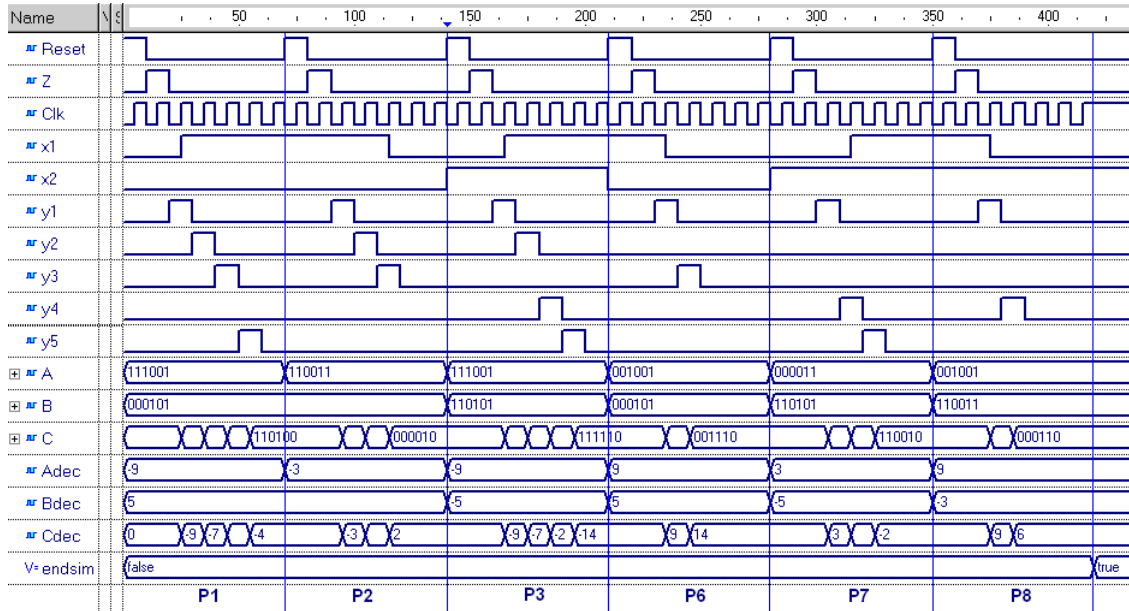 Name \ S 50 100 150 200 250 300 350 400
Reset
Z
Clk
x1
x2
y1
y2
y3
y4
y5
A 111001 110011 111001 001001 000011 001001
B 000101 110101 000101 110101 110011
C 110100 000010 111110 001110 110010 000110
Adec -9 -3 -9 9 3 9
Bdec 5 -5 5 -5 -3
Cdec 0 -9 -7 -4 -3 2 -9 -7 -2 -14 9 14 3 -2 9 6
V= endsim false true
P1 P2 P3 P6 P7 P8